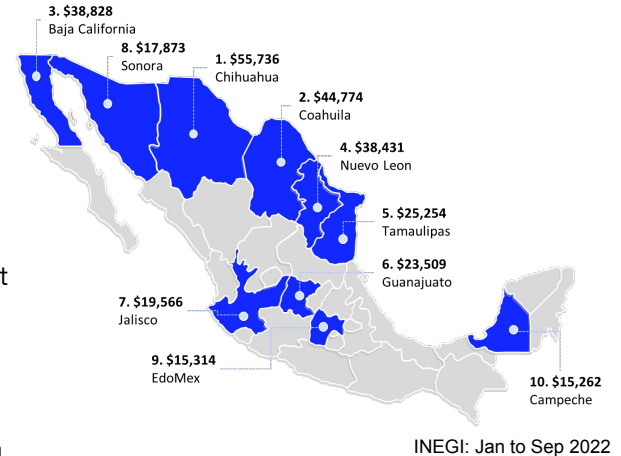 3. $38,828
Baja California
8. $17,873
Sonora
1. $55,736
Chihuahua
2. $44,774
Coahuila
4. $38,431
Nuevo Leon
5. $25,254
Tamaulipas
6. $23,509
Guanajuato
7. $19,566
Jalisco
9. $15,314
EdoMex
10. $15,262
Campeche
INEGI: Jan to Sep 2022